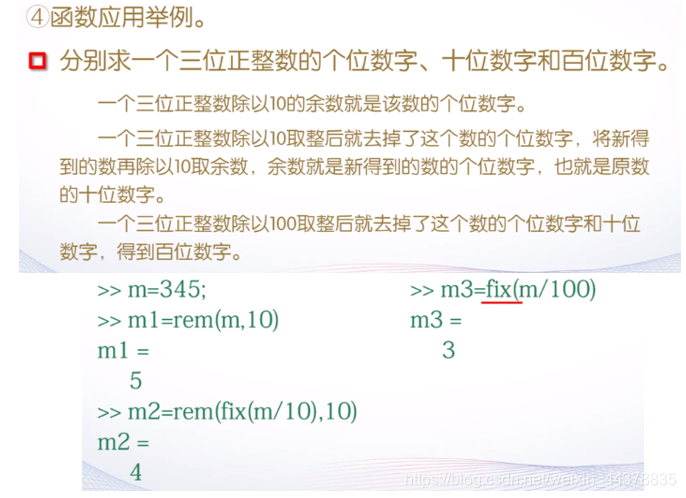 ④函数应用举例。
分别求一个三位正整数的个位数字、十位数字和百位数字。
一个三位正整数除以10的余数就是该数的个位数字。
一个三位正整数除以10取整后就去掉了这个数的个位数字，将新得
到的数再除以10取余数，余数就是新得到的数的个位数字，也就是原数
的十位数字。
一个三位正整数除以100取整后就去掉了这个数的个位数字和十位
数字，得到百位数字。
>> m=345;
>> m1=rem(m,10)
m1 =
5
>> m2=rem(fix(m/10),10)
m2 =
4
>> m3=fix(m/100)
m3 =
3
https://blog.csdn.net/weixin_44378835